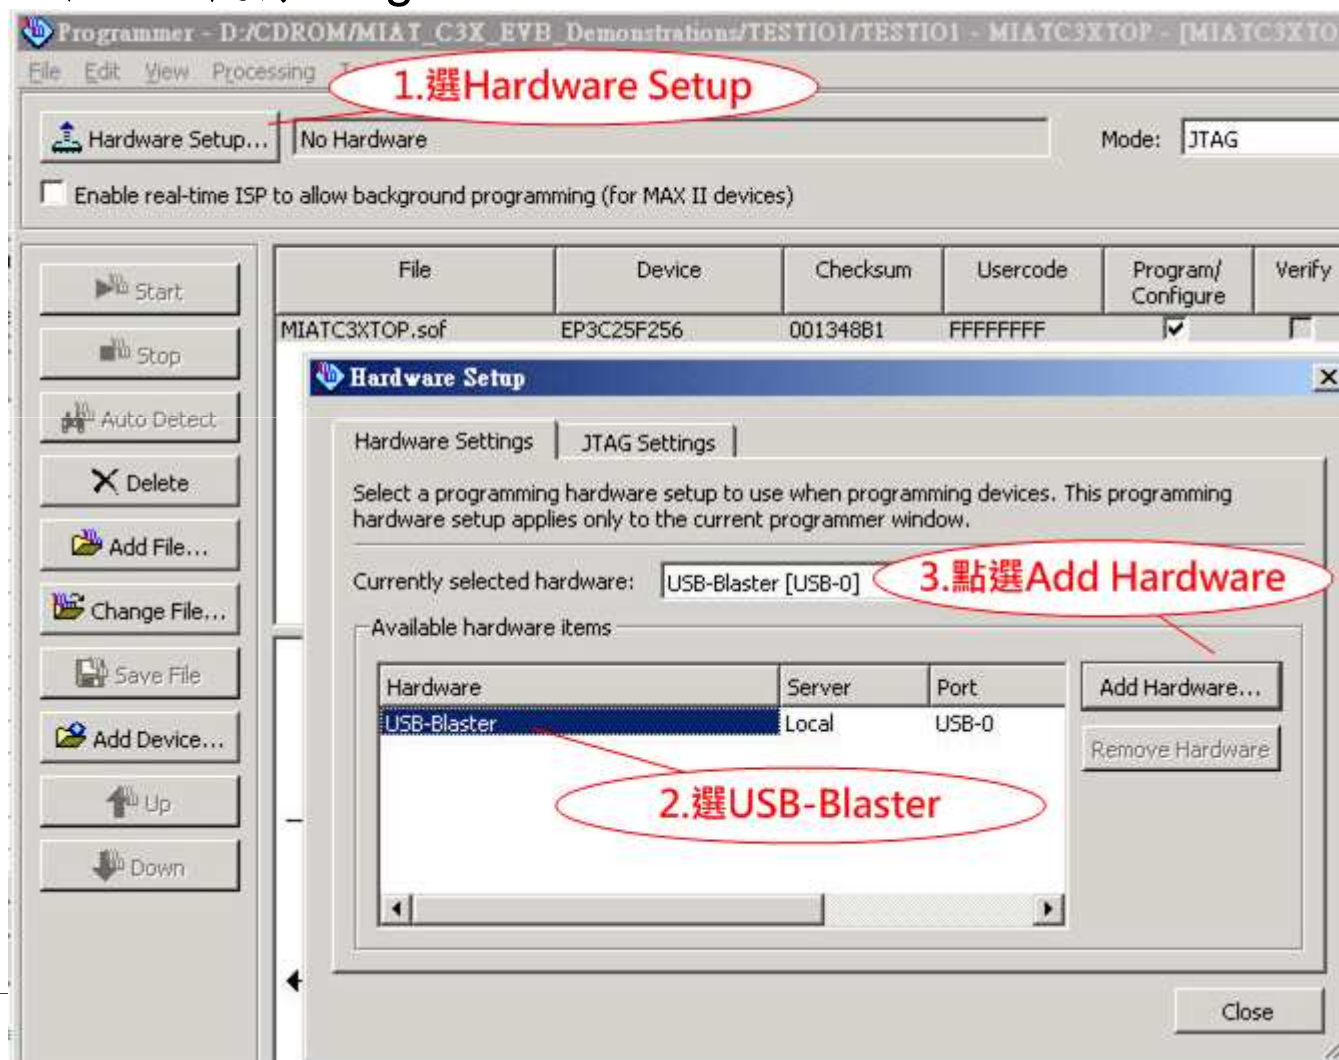 Programmer - D:/CDROM/MIAT_C3X_EVB_Demonstrations/TESTIO1/TESTIO1 - MIATC3XTOP - [MIATC3XTO
File Edit View Processing
1.選Hardware Setup
Hardware Setup... No Hardware Mode: JTAG
Enable real-time ISP to allow background programming (for MAX II devices)
File Device Checksum Usercode Program/ Configure Verify
MIATC3XTOP.sof EP3C25F256 001348B1 FFFFFFFF
Start
Stop
Auto Detect
Delete
Add File...
Change File...
Save File
Add Device...
Up
Down
Hardware Setup
Hardware Settings JTAG Settings
Select a programming hardware setup to use when programming devices. This programming
hardware setup applies only to the current programmer window.
Currently selected hardware: USB-Blaster [USB-0]
3.點選Add Hardware
Available hardware items
Hardware Server Port
USB-Blaster Local USB-0
Add Hardware...
Remove Hardware
2.選USB-Blaster
Close